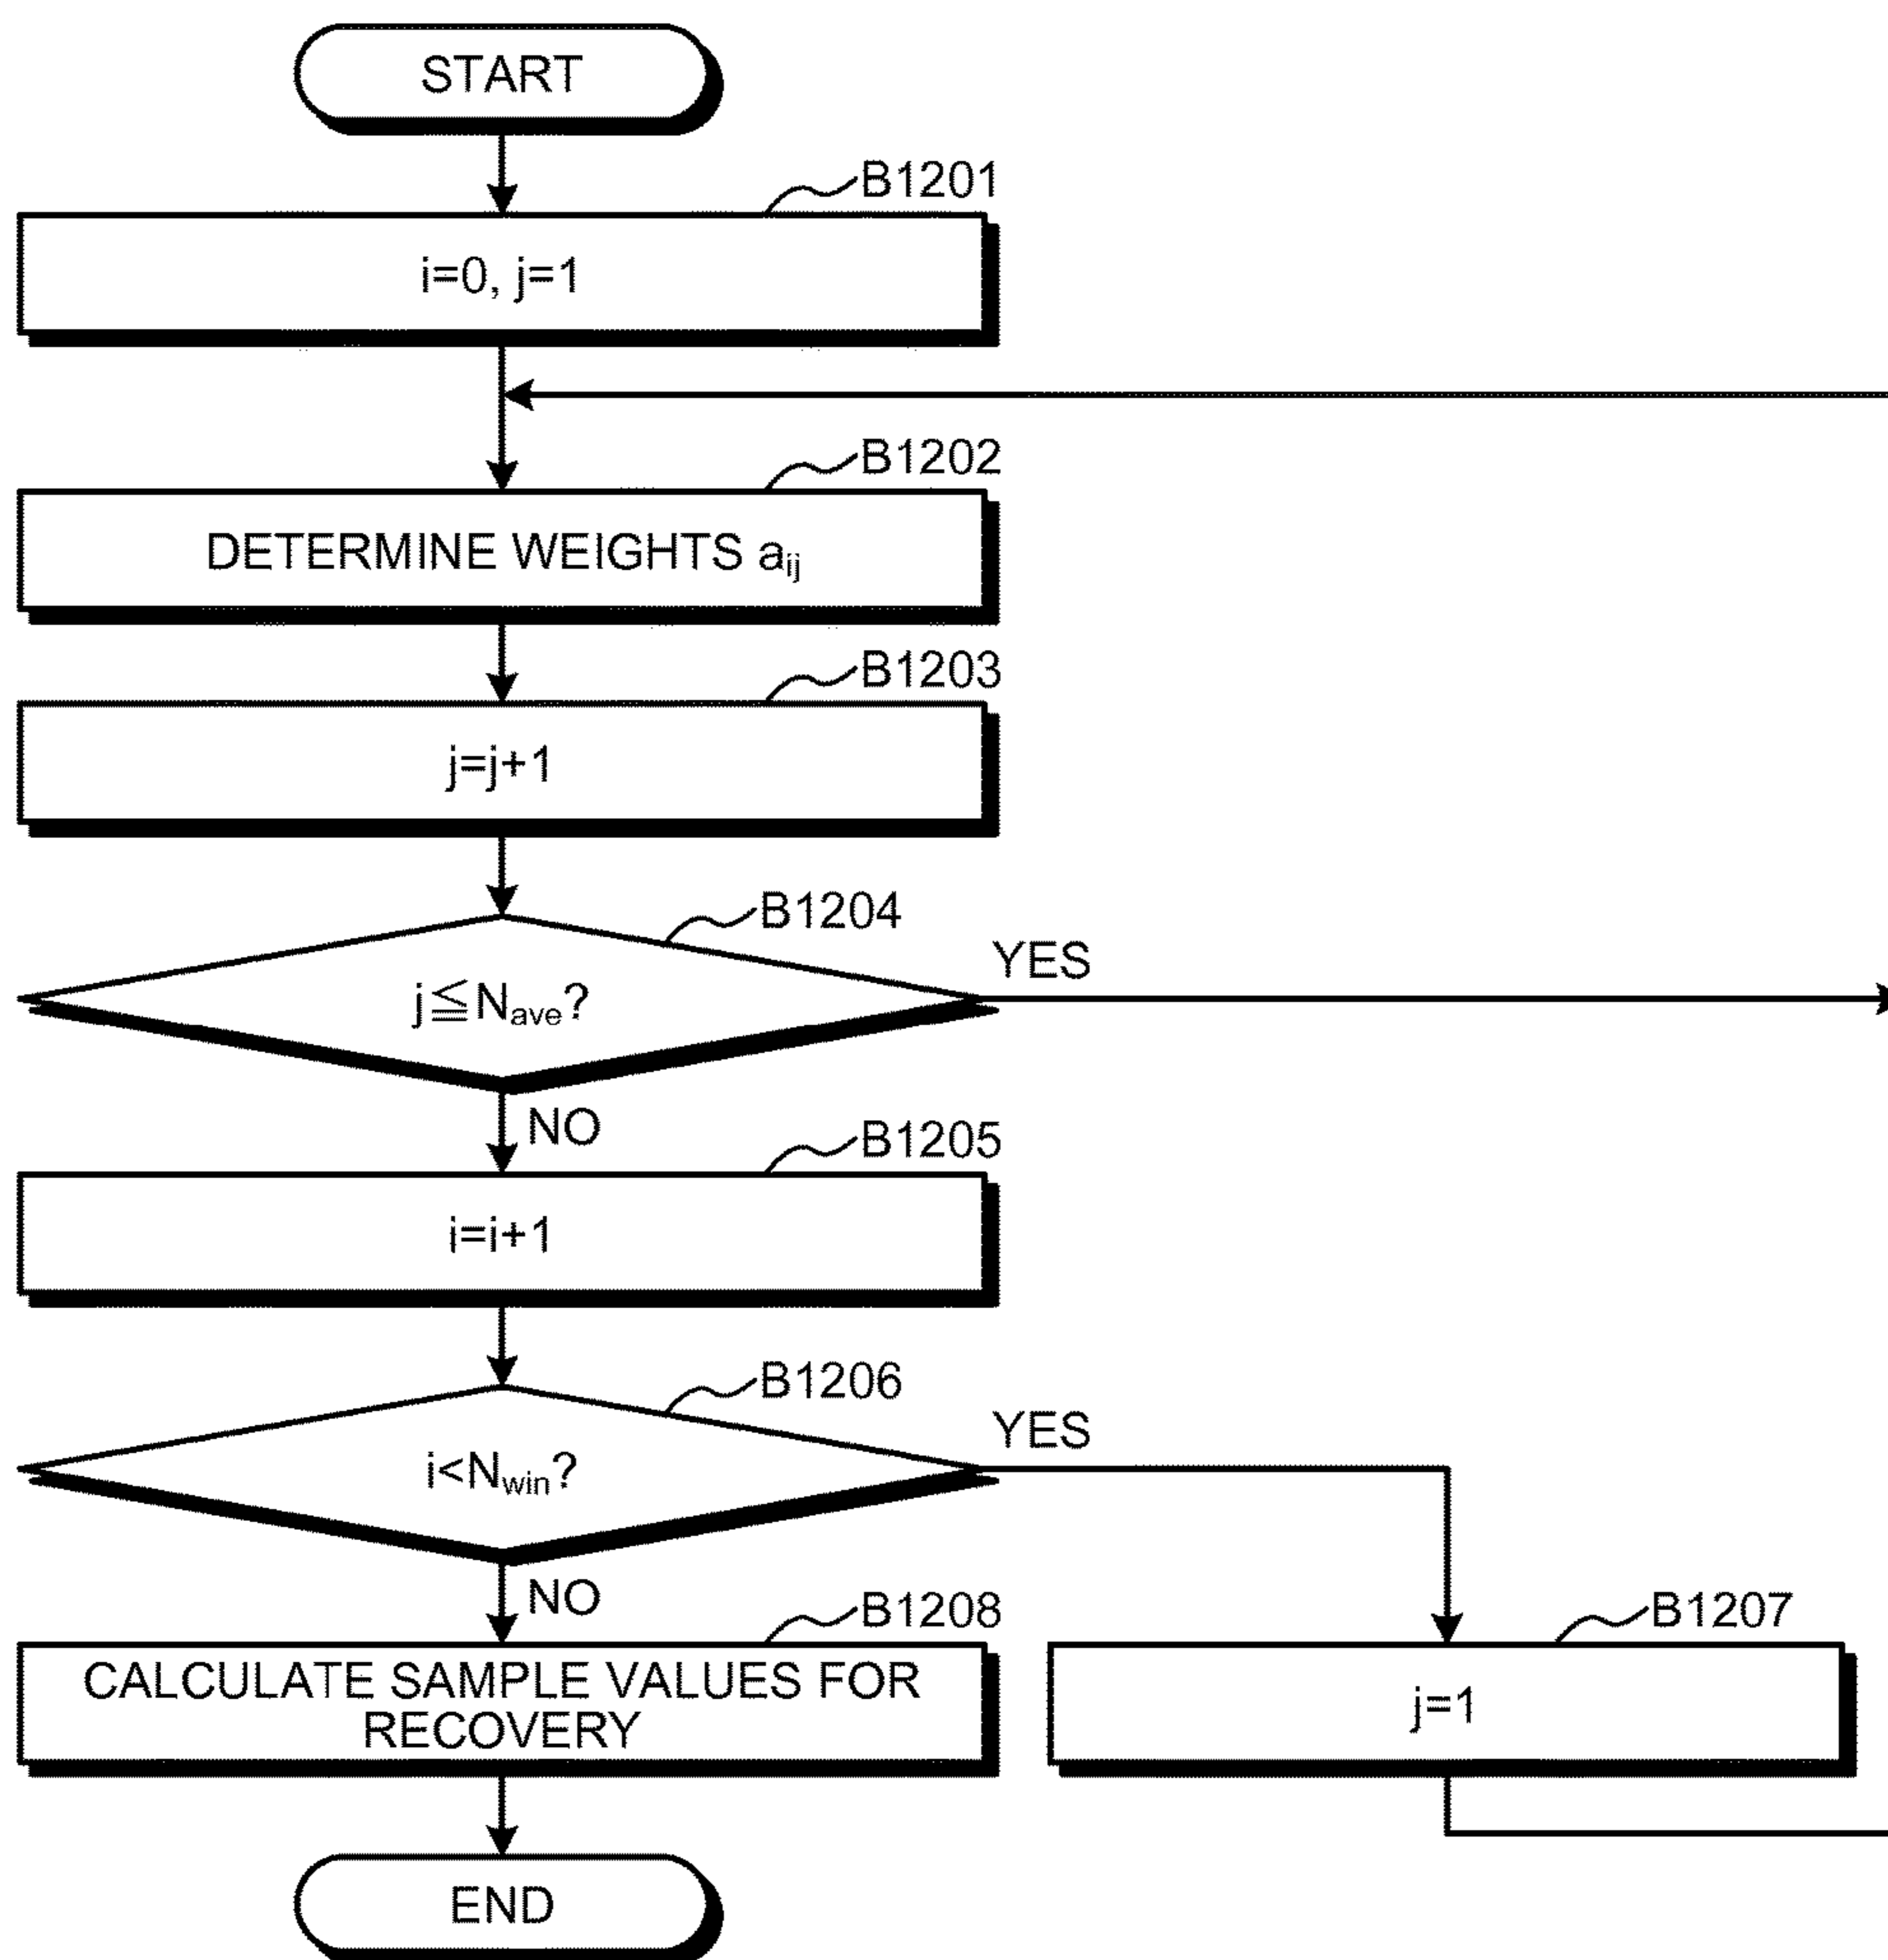 START
B1201
i=0, j=1
B1202
DETERMINE WEIGHTS aij
B1203
j=j+1
B1204
YES
j≦Nave?
NO
B1205
i=i+1
B1206
YES
i<Nwin?
NO
B1208
B1207
CALCULATE SAMPLE VALUES FOR
RECOVERY
j=1
END